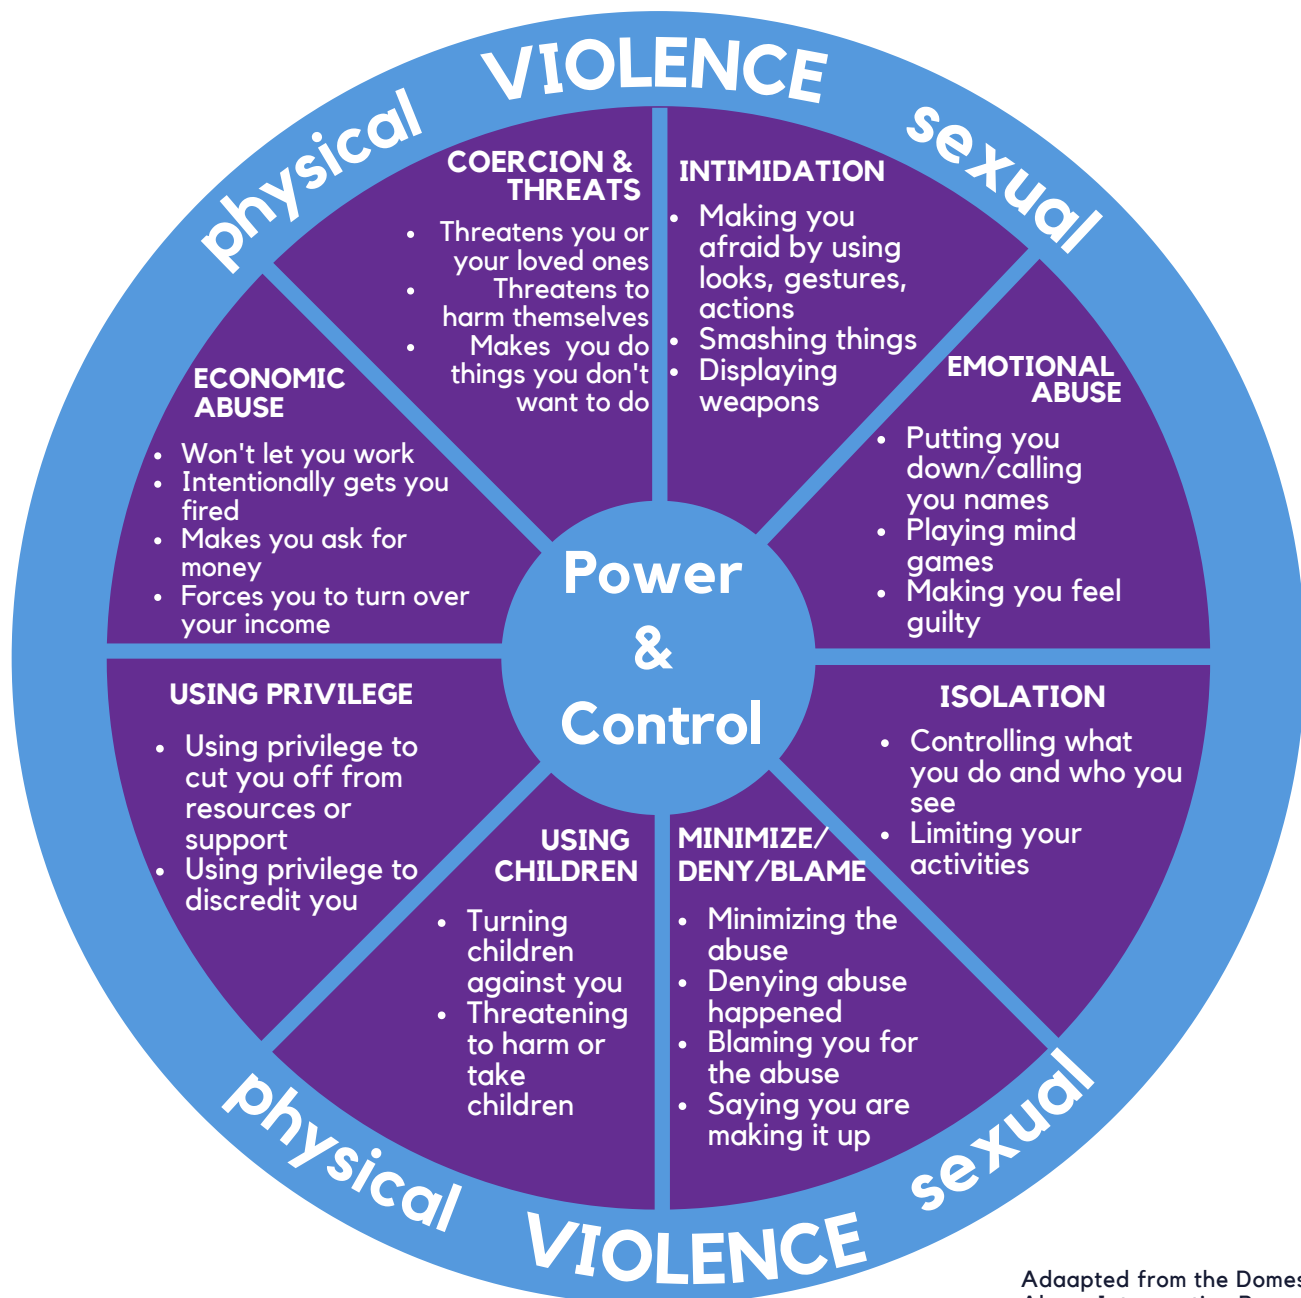 physical VIOLENCE sexual
COERCION &
THREATS
• Threatens you or
your loved ones
• Threatens to
harm themselves
• Makes you do
things you don't
want to do
INTIMIDATION
• Making you
afraid by using
looks, gestures,
actions
• Smashing things
• Displaying
weapons
EMOTIONAL
ABUSE
• Putting you
down/calling
you names
• Playing mind
games
• Making you feel
guilty
ISOLATION
• Controlling what
you do and who you
see
• Limiting your
activities
MINIMIZE/
DENY/BLAME
• Minimizing the
abuse
• Denying abuse
happened
• Blaming you for
the abuse
• Saying you are
making it up
USING
CHILDREN
• Turning
children
against you
• Threatening
to harm or
take
children
USING PRIVILEGE
• Using privilege to
cut you off from
resources or
support
• Using privilege to
discredit you
ECONOMIC
ABUSE
• Won't let you work
• Intentionally gets you
fired
• Makes you ask for
money
• Forces you to turn over
your income
Power
&
Control
physical VIOLENCE sexual
Adaapted from the Domes